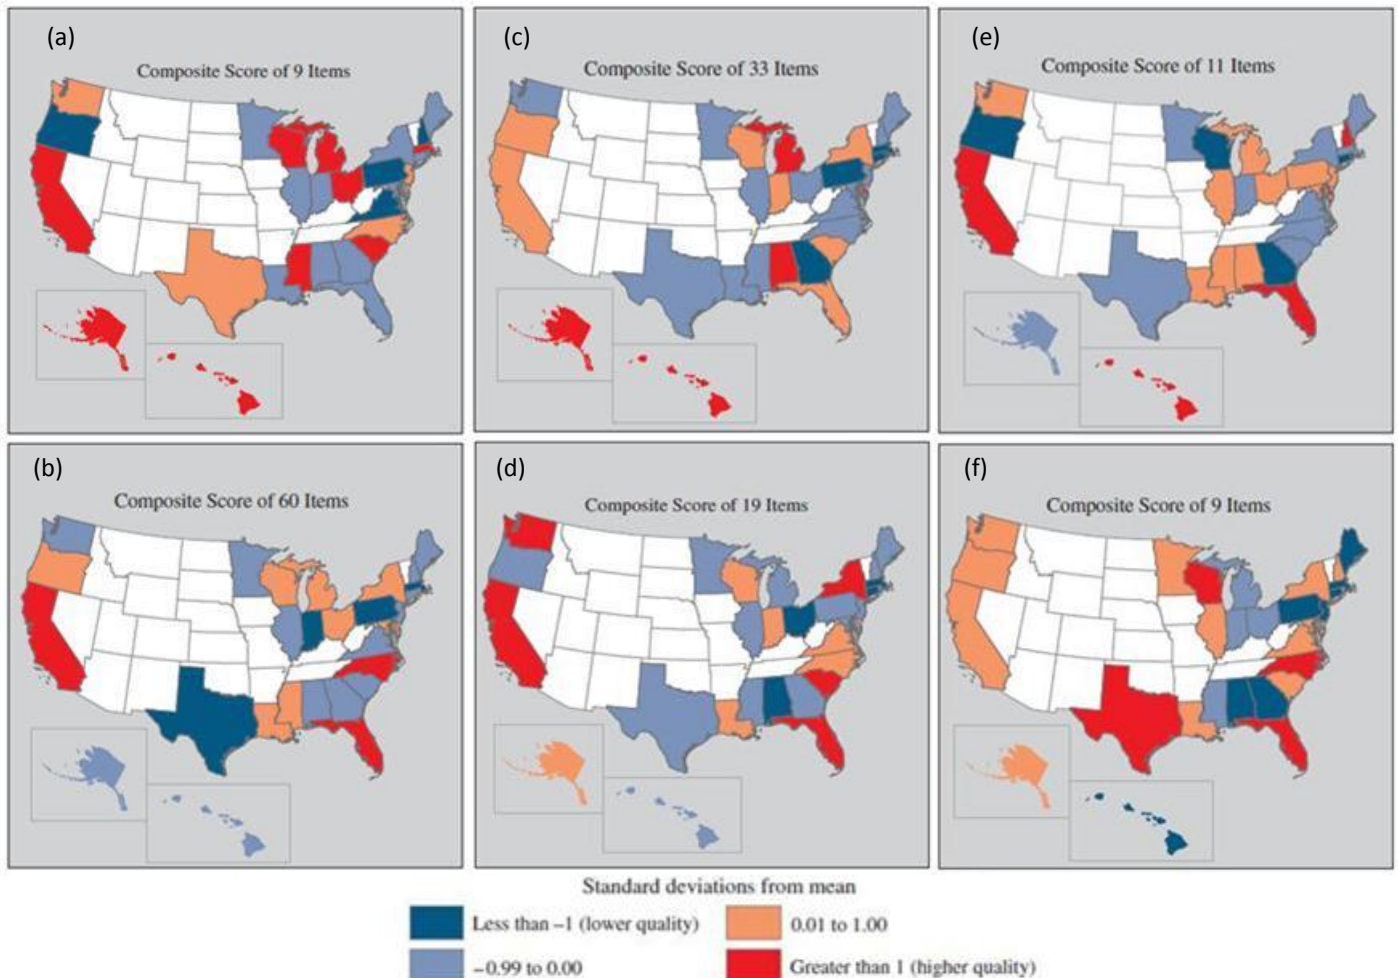 (a)
Composite Score of 9 Items
(c)
Composite Score of 33 Items
(e)
Composite Score of 11 Items
(b)
Composite Score of 60 Items
(d)
Composite Score of 19 Items
(f)
Composite Score of 9 Items
Standard deviations from mean
Less than –1 (lower quality)
0.01 to 1.00
–0.99 to 0.00
Greater than 1 (higher quality)